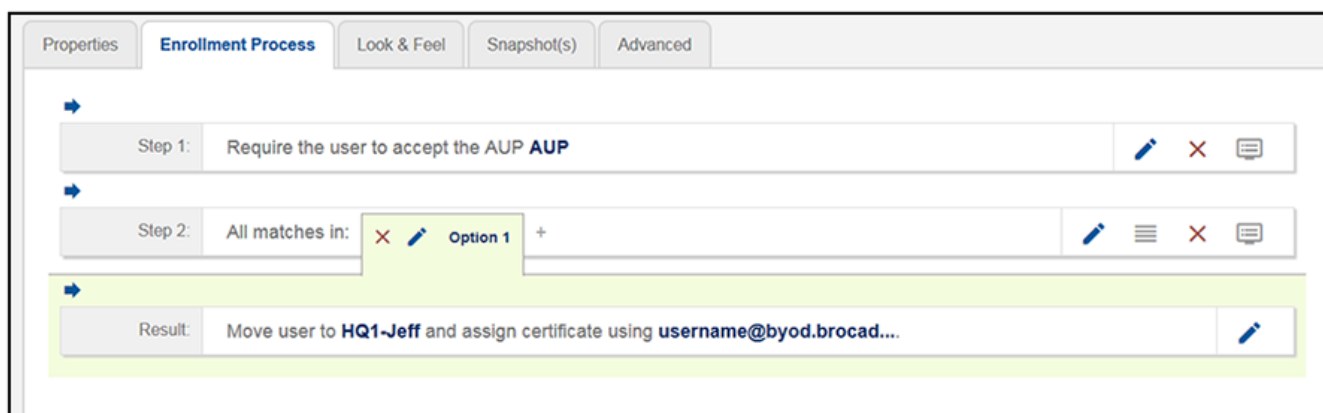 Properties Enrollment Process Look & Feel Snapshot(s) Advanced
Step 1: Require the user to accept the AUP AUP
Step 2: All matches in: Option 1 +
Result: Move user to HQ1-Jeff and assign certificate using username@byod.brocad....